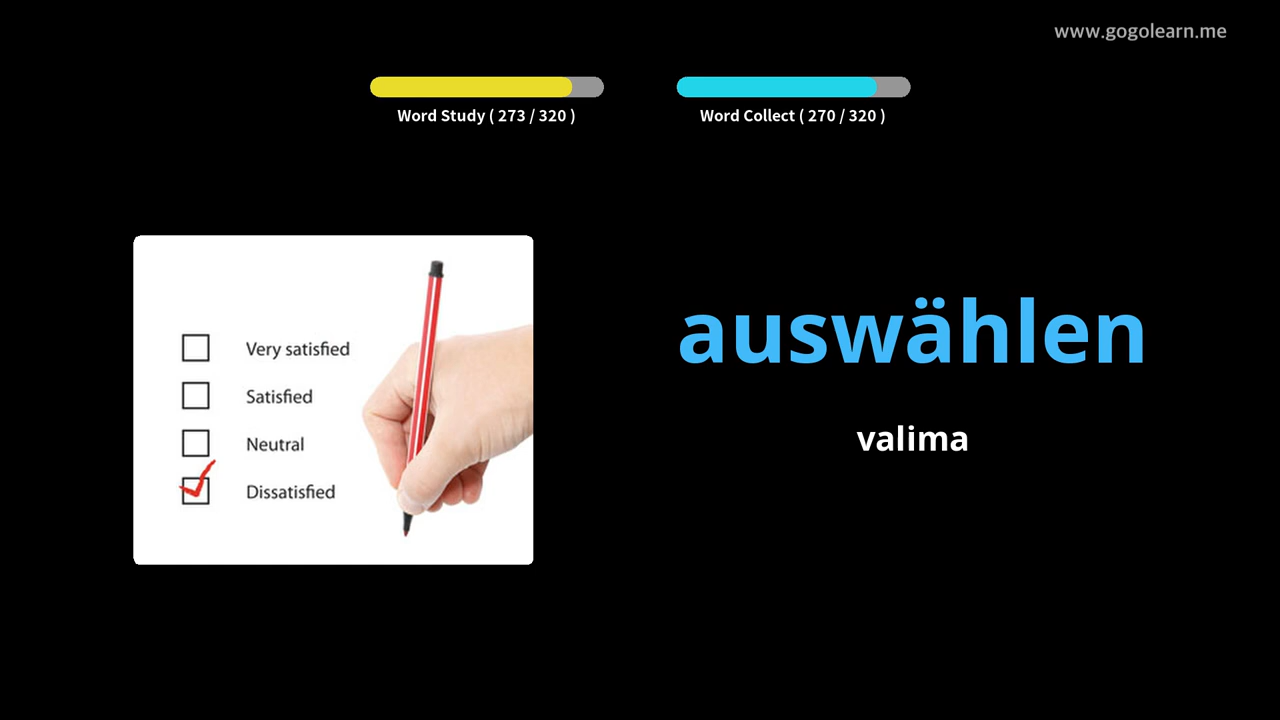 www.gogolearn.me
Word Study ( 273 / 320 )
Word Collect ( 270 / 320 )
Very satisfied
Satisfied
Neutral
Dissatisfied
auswählen
valima